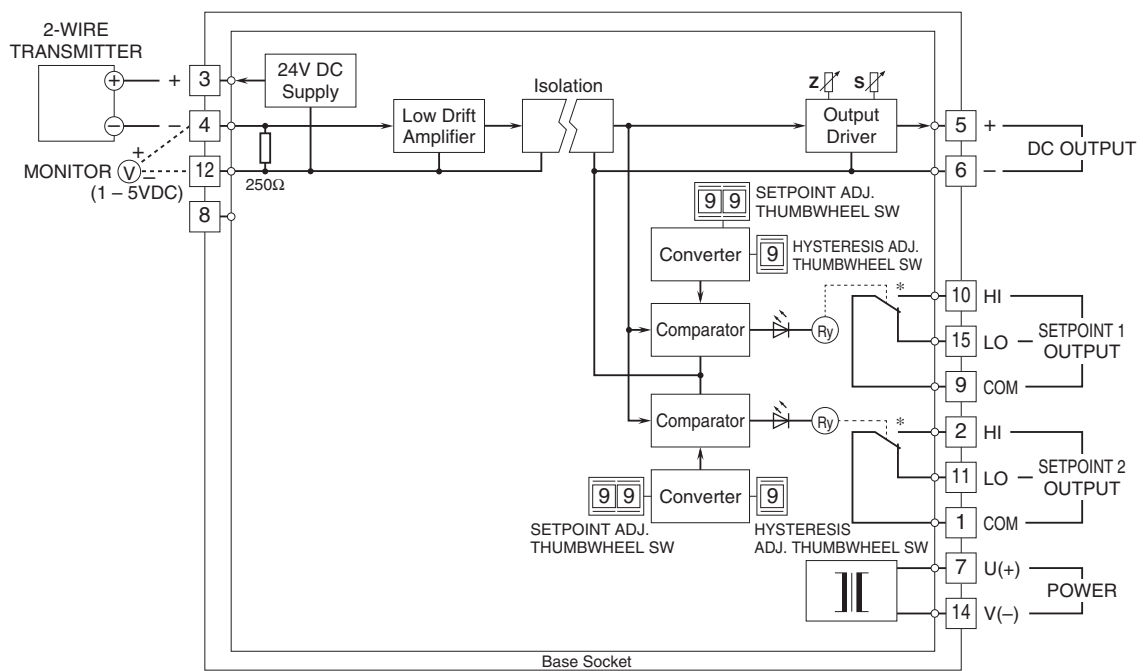 2-WIRE
TRANSMITTER
+
−
+
−
3
4
12
8
MONITOR
(1 – 5VDC)
V
+
−
24V DC
Supply
250Ω
Low Drift
Amplifier
Isolation
Z
S
Output
Driver
5
+
6
−
DC OUTPUT
9 9
SETPOINT ADJ.
THUMBWHEEL SW
Converter
9
HYSTERESIS ADJ.
THUMBWHEEL SW
Comparator
Ry
*
10
HI
15
LO
9
COM
SETPOINT 1
OUTPUT
Comparator
Ry
*
2
HI
11
LO
1
COM
SETPOINT 2
OUTPUT
9 9
Converter
9
SETPOINT ADJ.
THUMBWHEEL SW
HYSTERESIS
ADJ. THUMBWHEEL SW
7
U(+)
14
V(–)
POWER
Base Socket